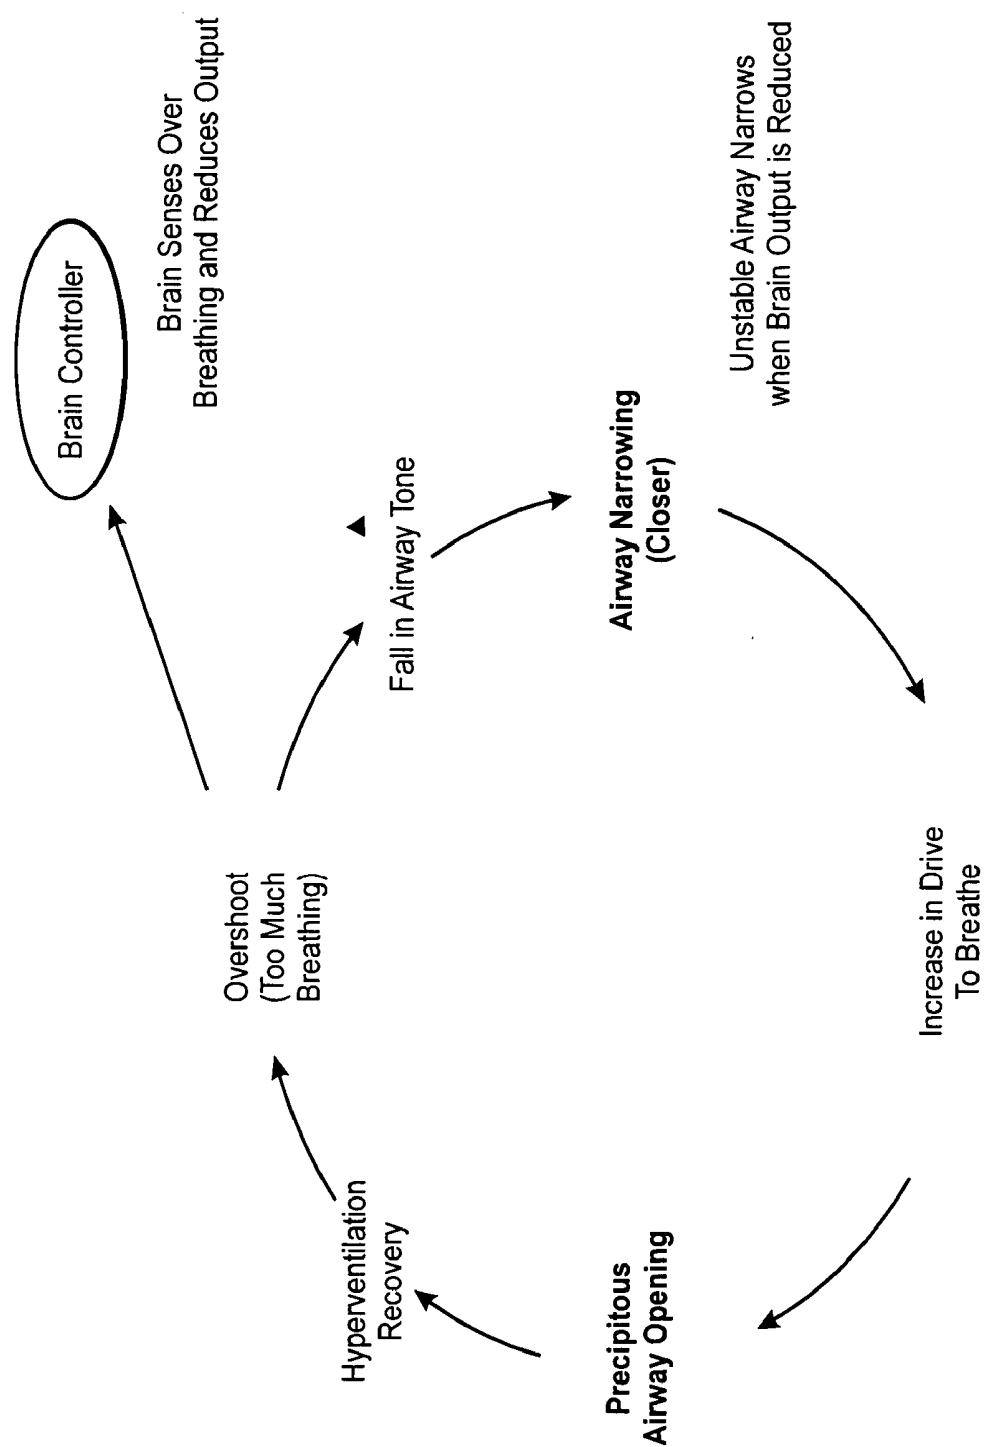 Brain Controller
Brain Senses Over
Breathing and Reduces Output
Overshoot
(Too Much
Breathing)
Fall in Airway Tone
Airway Narrowing
(Closer)
Unstable Airway Narrows
when Brain Output is Reduced
Increase in Drive
To Breathe
Precipitous
Airway Opening
Hyperventilation
Recovery